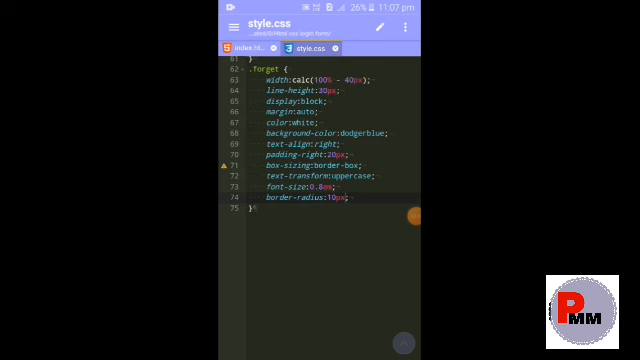 26% 11:07 pm
style.css
index.ht...
style.css
61 }
62 .forget {
63 width:calc(100% - 40px);
64 line-height:30px;
65 display:block;
66 margin:auto;
67 color:white;
68 background-color:dodgerblue;
69 text-align:right;
70 padding-right:20px;
71 box-sizing:border-box;
72 text-transform:uppercase;
73 font-size:0.8em;
74 border-radius:10px;
75 }
PMM